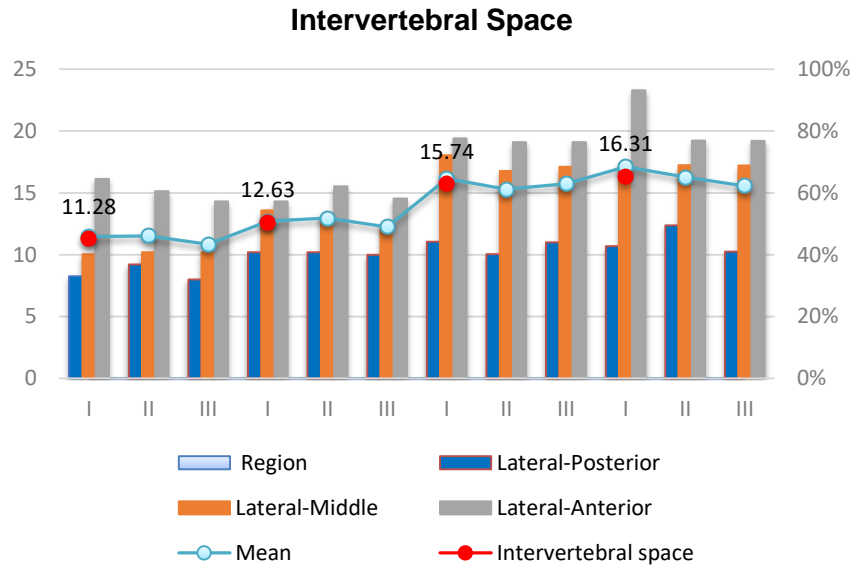 Intervertebral Space
25 100%
20 80%
15 60%
10 40%
5 20%
0 0%
11.28 12.63 15.74 16.31
I II III I II III I II III I II III
Region Lateral-Posterior
Lateral-Middle Lateral-Anterior
Mean Intervertebral space